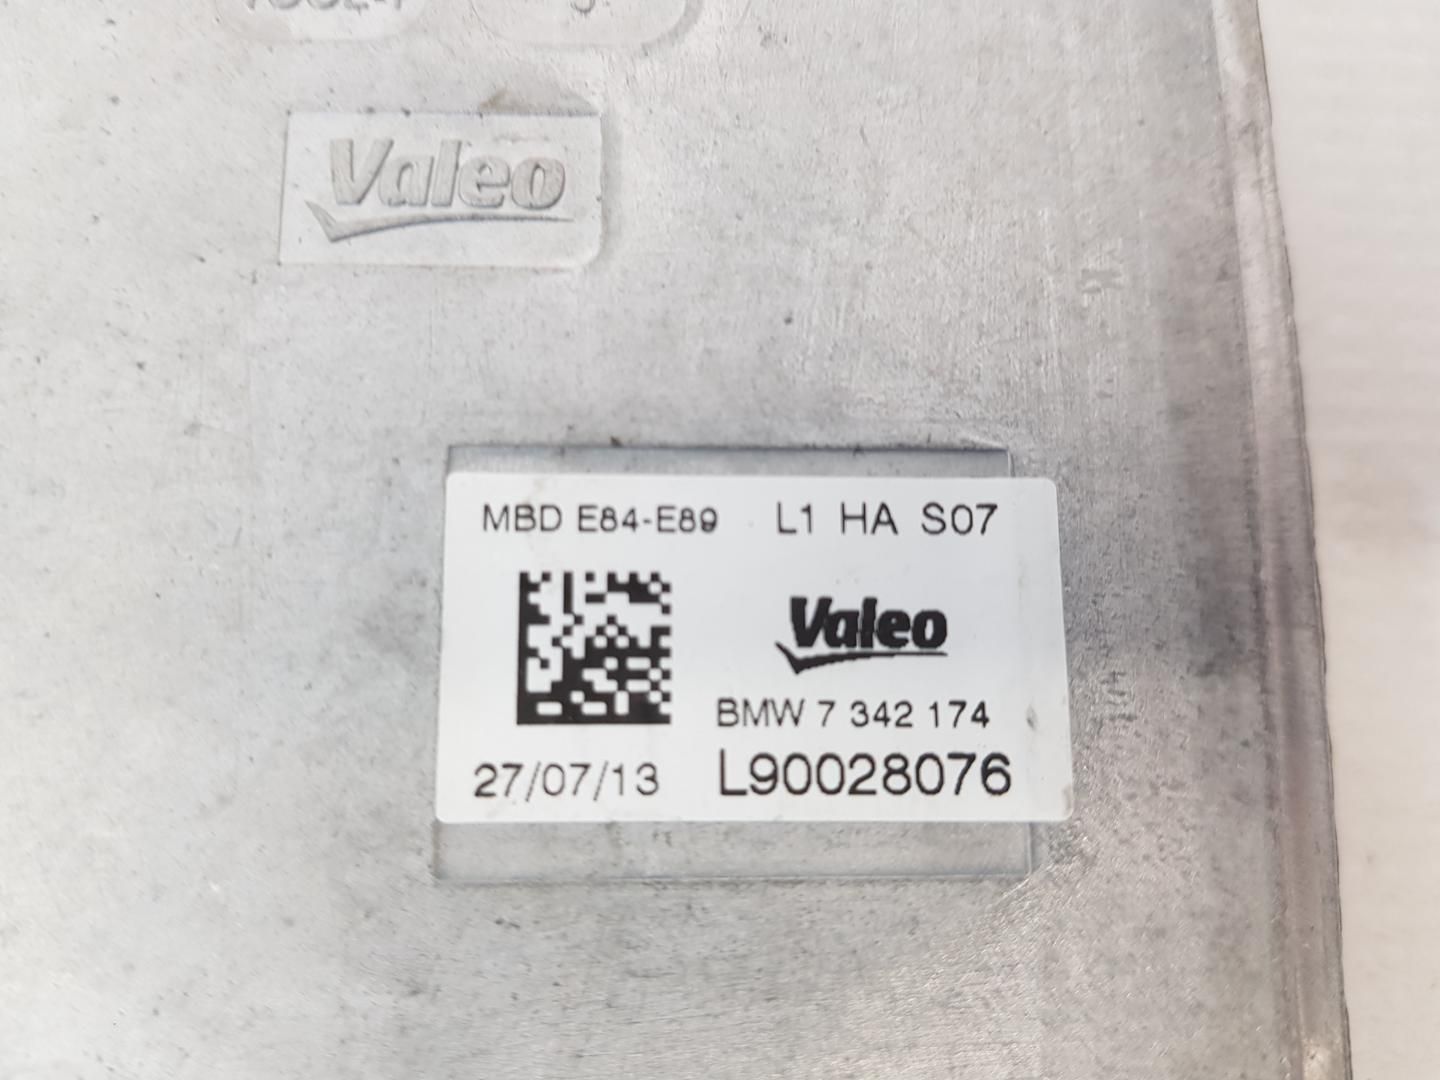 Valeo
MBD E84-E89 L1 HA S07
Valeo
BMW 7 342 174
27/07/13 L90028076